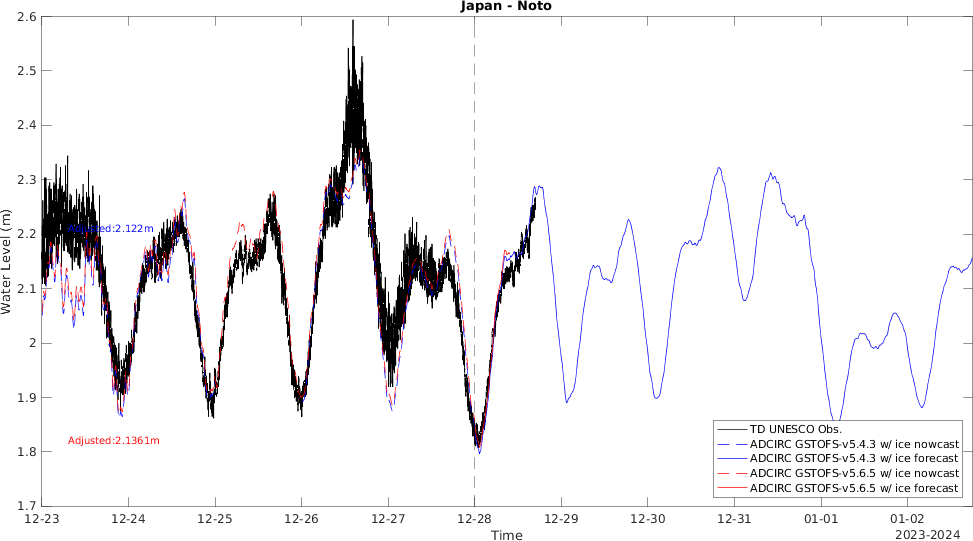 Japan - Noto
2.6
2.5
2.4
2.3
2.2
2.1
2
1.9
1.8
1.7
Water Level (m)
Adjusted:2.122m
Adjusted:2.1361m
TD UNESCO Obs.
ADCIRC GSTOFS-v5.4.3 w/ ice nowcast
ADCIRC GSTOFS-v5.4.3 w/ ice forecast
ADCIRC GSTOFS-v5.6.5 w/ ice nowcast
ADCIRC GSTOFS-v5.6.5 w/ ice forecast
12-23 12-24 12-25 12-26 12-27 12-28 12-29 12-30 12-31 01-01 01-02
Time
2023-2024